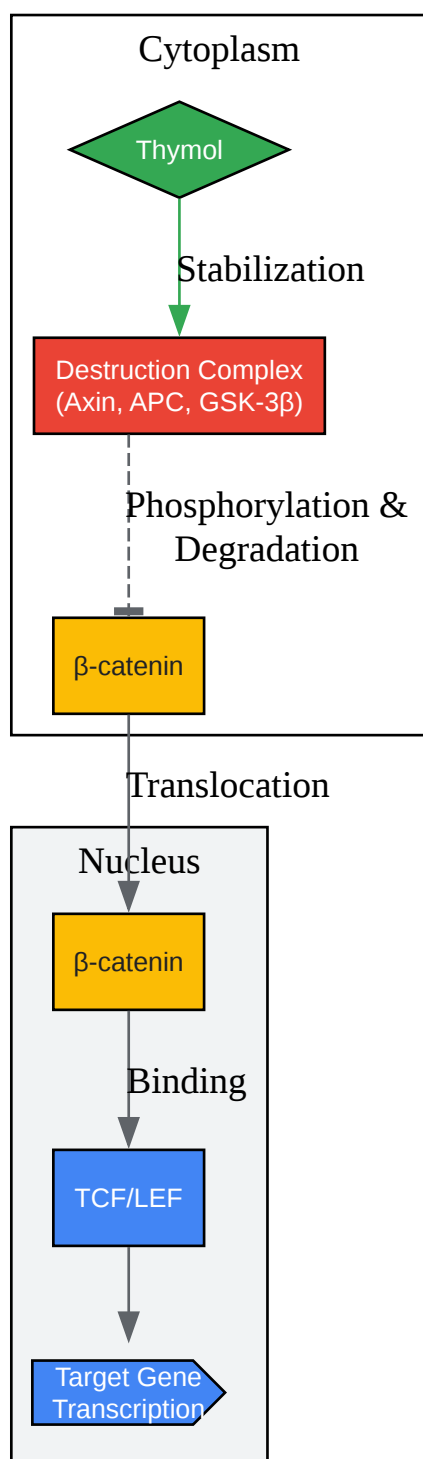 Cytoplasm
Thymol
Stabilization
Destruction Complex
(Axin, APC, GSK-3β)
Phosphorylation &
Degradation
β-catenin
Translocation
Nucleus
β-catenin
Binding
TCF/LEF
Target Gene
Transcription